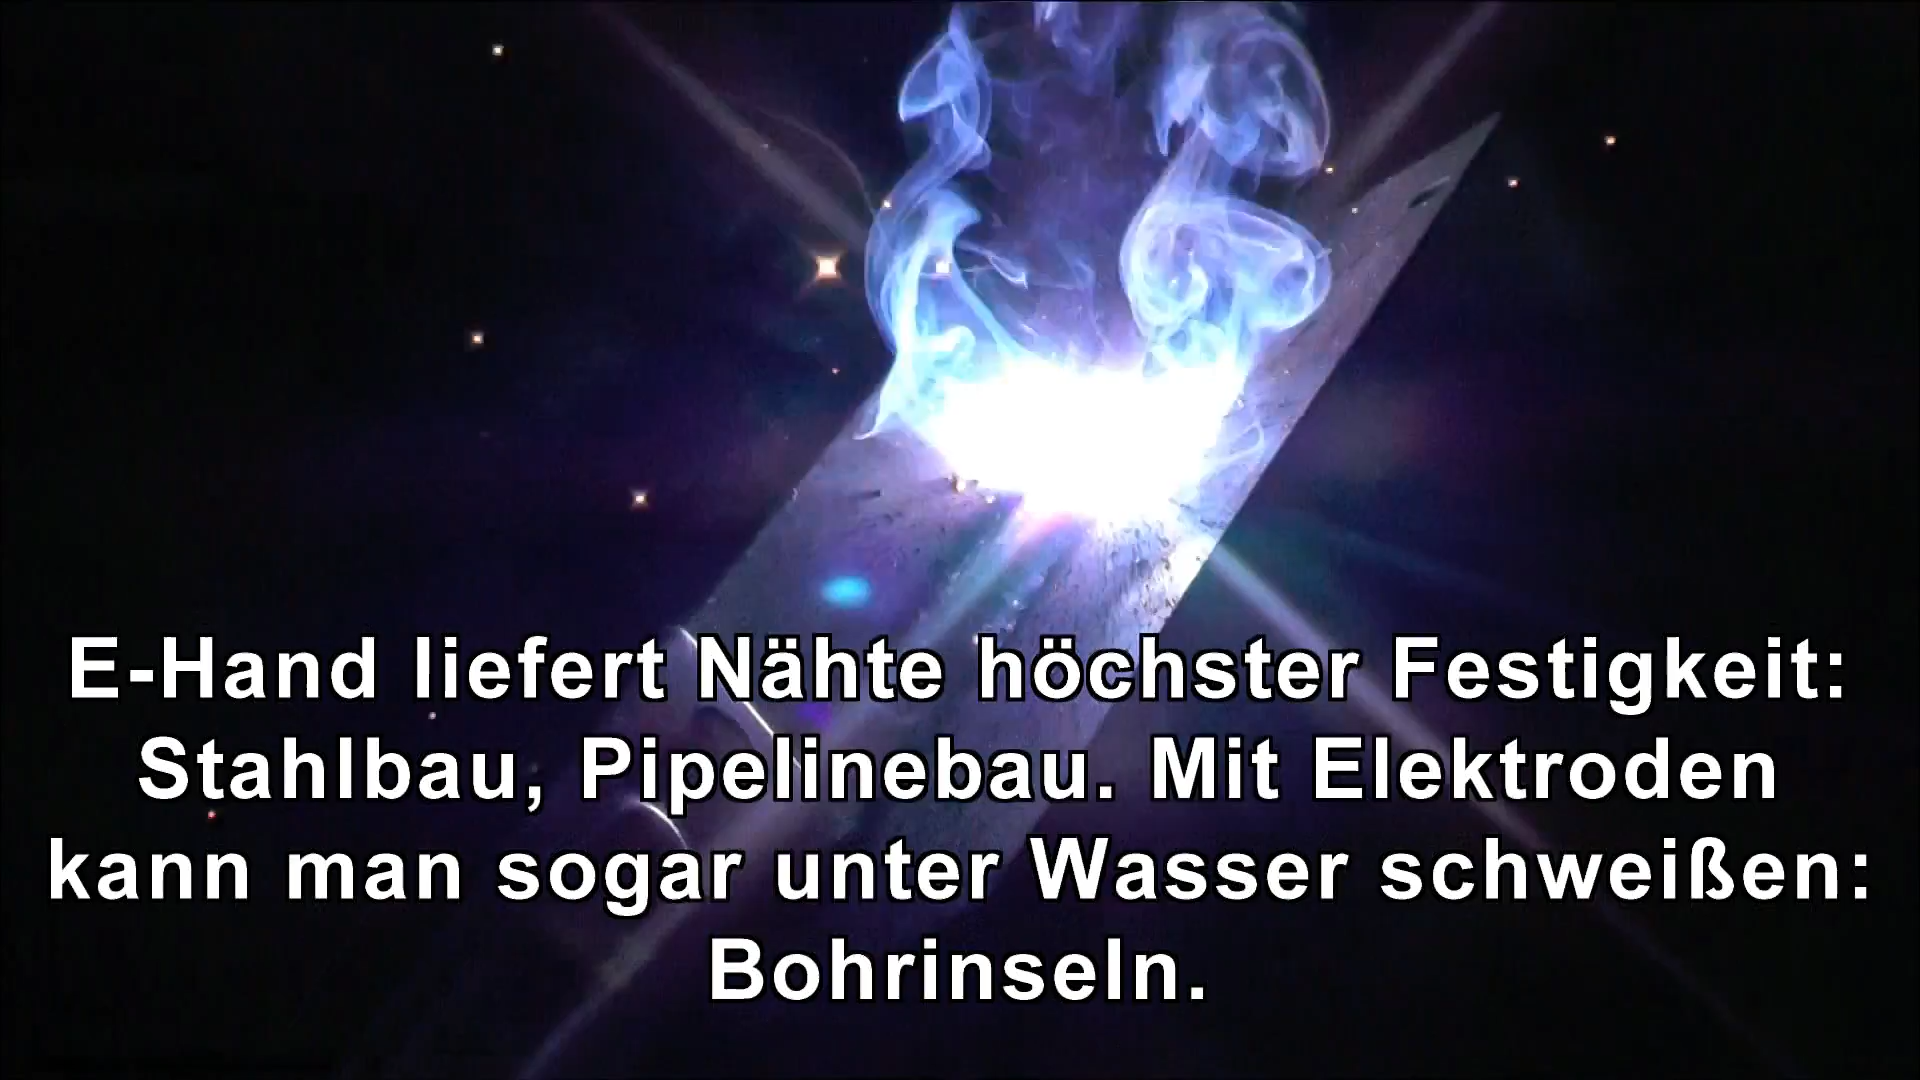 E-Hand liefert Nähte höchster Festigkeit:
Stahlbau, Pipelinebau. Mit Elektroden
kann man sogar unter Wasser schweißen:
Bohrinseln.